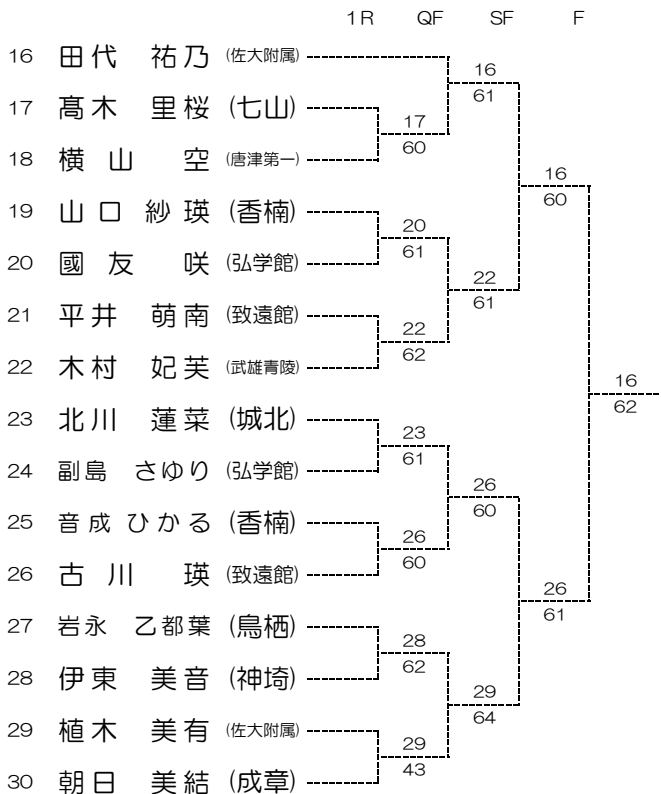 1R QF SF F
16 田代 祐乃 (佐大附属)
16
61
17 髙木 里桜 (七山)
17
60
18 横山 空 (唐津第一)
16
60
19 山口 紗瑛 (香楠)
20
61
20 國友 咲 (弘学館)
22
61
21 平井 萌南 (致遠館)
22
62
22 木村 妃芙 (武雄青陵)
16
62
23 北川 蓮菜 (城北)
23
61
24 副島 さゆり (弘学館)
26
60
25 音成 ひかる (香楠)
26
60
26 古川 瑛 (致遠館)
26
61
27 岩永 乙都葉 (鳥栖)
28
62
28 伊東 美音 (神埼)
29
64
29 植木 美有 (佐大附属)
29
43
30 朝日 美結 (成章)